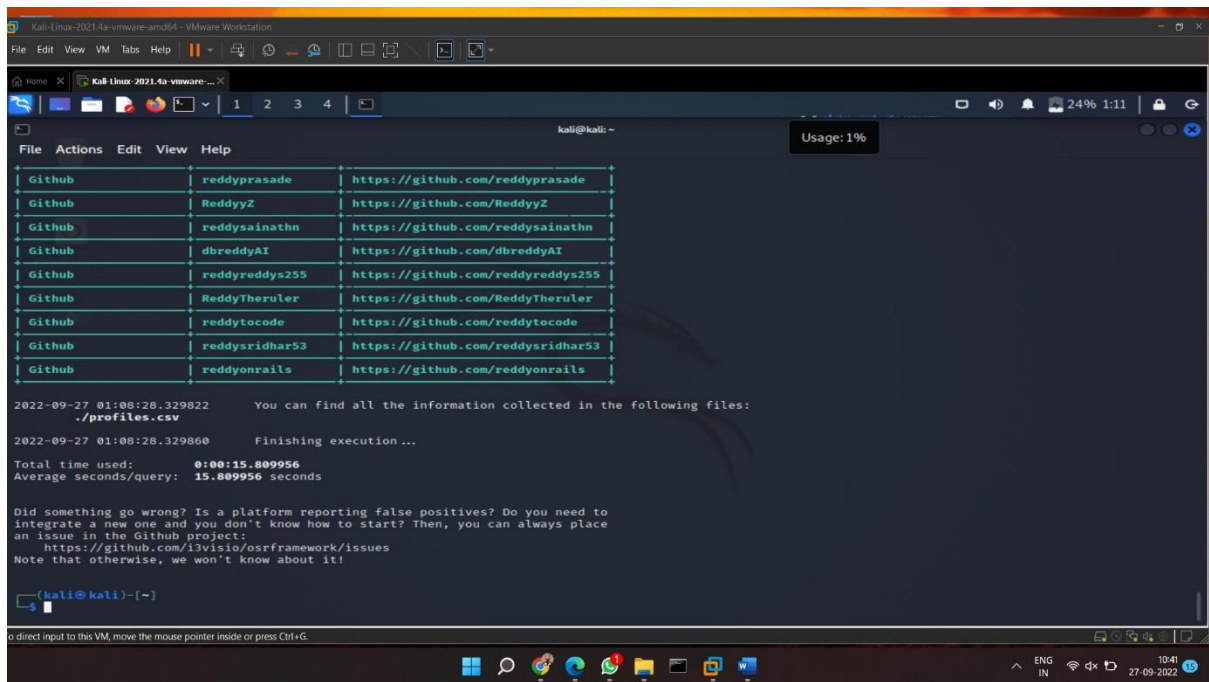 Kali-Linux-2021.4a-vmware-amd64 - VMware Workstation
File Edit View VM Tabs Help
Home Kali-Linux-2021.4a-vmware-...
1 2 3 4 24% 1:11
kali@kali: ~
Usage: 1%
File Actions Edit View Help
| Github | reddyprasade | https://github.com/reddyprasade |
| Github | ReddyyZ | https://github.com/ReddyyZ |
| Github | reddysainathn | https://github.com/reddysainathn |
| Github | dbreddyAI | https://github.com/dbreddyAI |
| Github | reddyreddys255 | https://github.com/reddyreddys255 |
| Github | ReddyTheruler | https://github.com/ReddyTheruler |
| Github | reddytocode | https://github.com/reddytocode |
| Github | reddysridhar53 | https://github.com/reddysridhar53 |
| Github | reddyonrails | https://github.com/reddyonrails |
2022-09-27 01:08:28.329822 You can find all the information collected in the following files:
./profiles.csv
2022-09-27 01:08:28.329860 Finishing execution...
Total time used: 0:00:15.809956
Average seconds/query: 15.809956 seconds
Did something go wrong? Is a platform reporting false positives? Do you need to
integrate a new one and you don't know how to start? Then, you can always place
an issue in the Github project:
https://github.com/i3visio/osrframework/issues
Note that otherwise, we won't know about it!
(kali㉿kali)-[~]
$
o direct input to this VM, move the mouse pointer inside or press Ctrl+G.
ENG
IN
10:41
27-09-2022
15